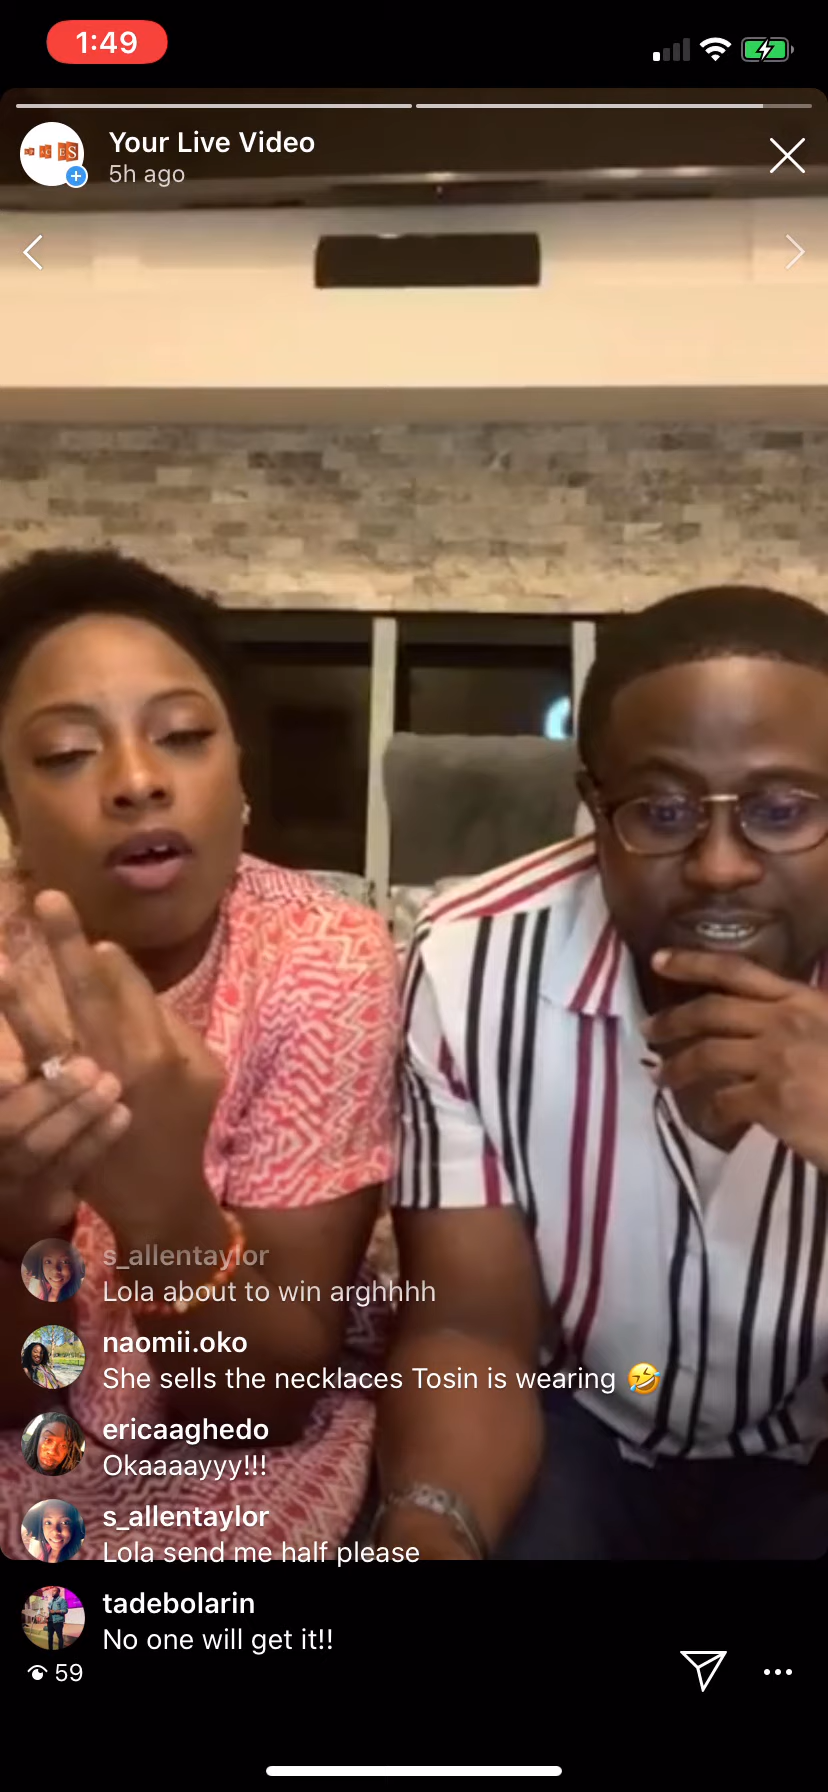 1:49
Your Live Video
5h ago
s_allentaylor
Lola about to win arghhhh
naomii.oko
She sells the necklaces Tosin is wearing 🤣
ericaaghedo
Okaaaayyy!!!
s_allentaylor
Lola send me half please
tadebolarin
No one will get it!!
59